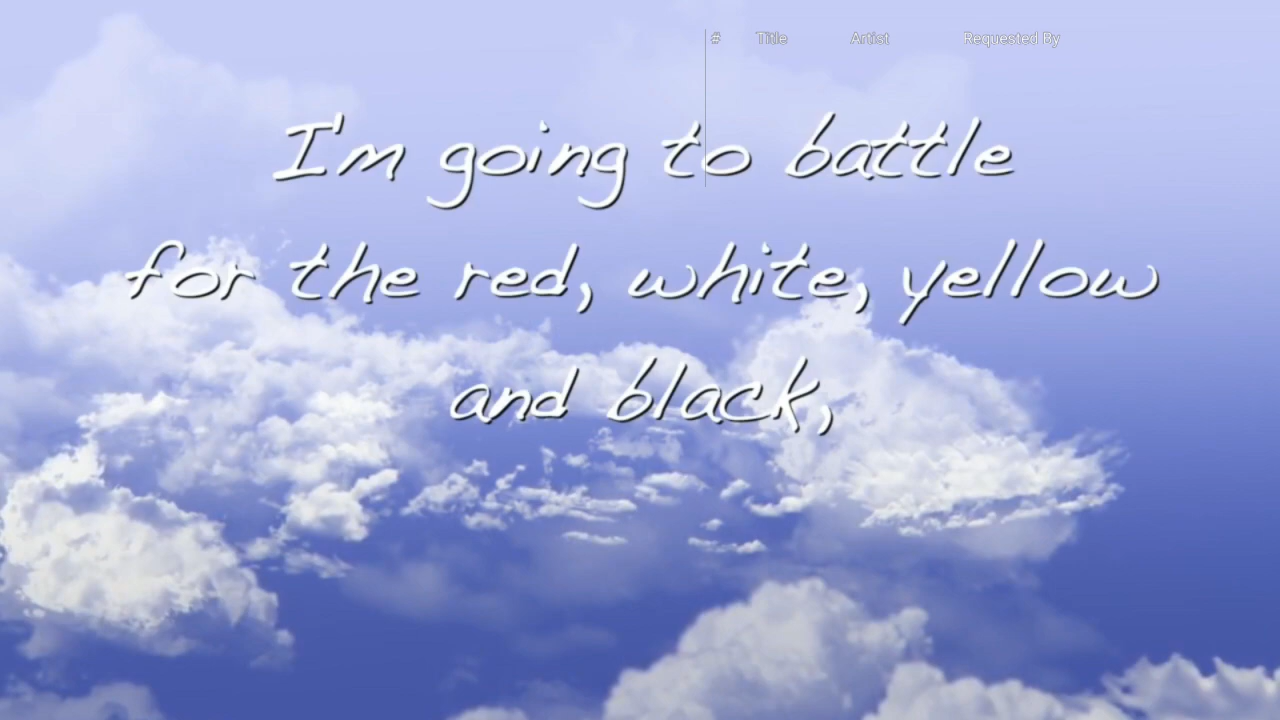 # Title Artist Requested By
I'm going to battle
for the red, white, yellow
and black,